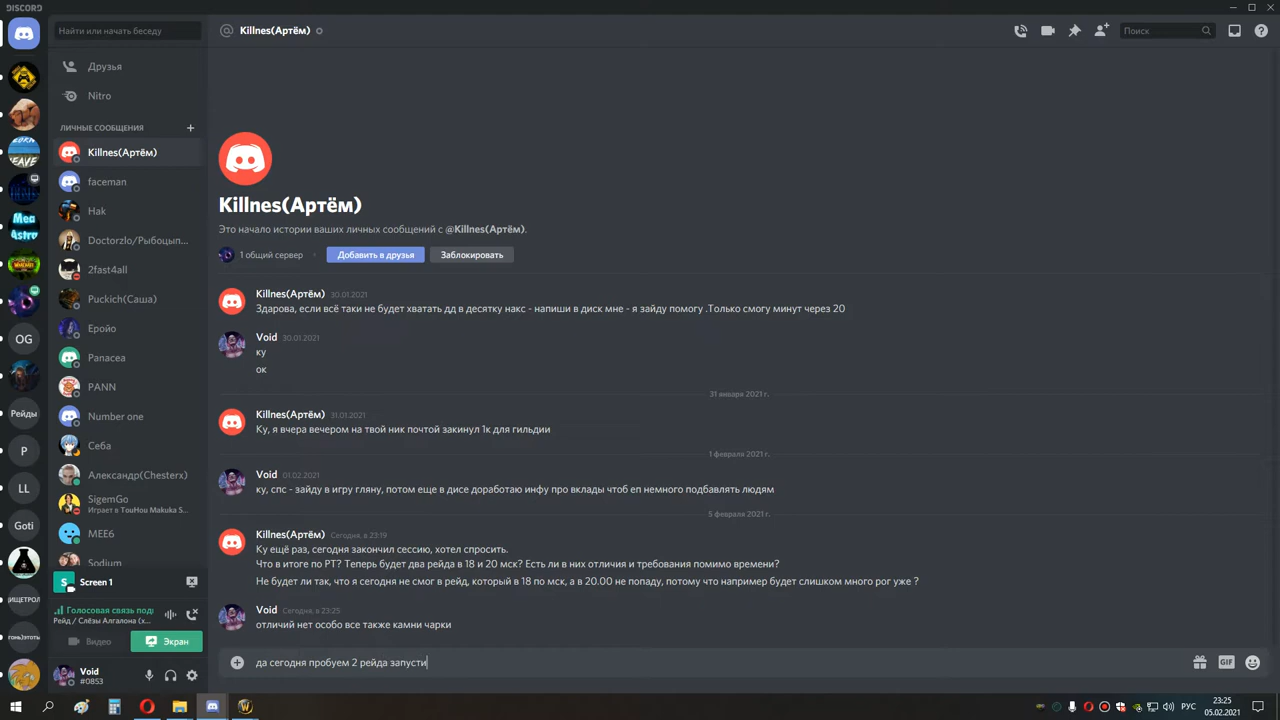 DISCORD
Найти или начать беседу
Killnes(Артём)
Поиск
Друзья
Nitro
ЛИЧНЫЕ СООБЩЕНИЯ
Killnes(Артём)
faceman
Hak
Doctorzlo/Рыбоцып...
2fast4all
Puckich(Саша)
Еройо
Panacea
PANN
Number one
Себа
Александр(Chesterx)
SigemGo
Играет в TouHou Makuka S...
MEE6
Sodium
Screen 1
Голосовая связь под
Рейд / Слёзы Алгалона (х...
Видео
Экран
Void
#0853
Mea
Astro
OG
Рейды
P
LL
Goti
Killnes(Артём)
Это начало истории ваших личных сообщений с @Killnes(Артём).
1 общий сервер
Добавить в друзья
Заблокировать
Killnes(Артём) 30.01.2021
Здарова, если всё таки не будет хватать дд в десятку накс - напиши в диск мне - я зайду помогу .Только смогу минут через 20
Void 30.01.2021
ку
ок
31 января 2021 г.
Killnes(Артём) 31.01.2021
Ку, я вчера вечером на твой ник почтой закинул 1к для гильдии
1 февраля 2021 г.
Void 01.02.2021
ку, спс - зайду в игру гляну, потом еще в дисе доработаю инфу про вклады чтоб еп немного подбавлять людям
5 февраля 2021 г.
Killnes(Артём) Сегодня, в 23:19
Ку ещё раз, сегодня закончил сессию, хотел спросить.
Что в итоге по РТ? Теперь будет два рейда в 18 и 20 мск? Есть ли в них отличия и требования помимо времени?
Не будет ли так, что я сегодня не смог в рейд, который в 18 по мск, а в 20.00 не попаду, потому что например будет слишком много рог уже ?
Void Сегодня, в 23:25
отличий нет особо все также камни чарки
да сегодня пробуем 2 рейда запусти
GIF
РУС
23:25
05.02.2021